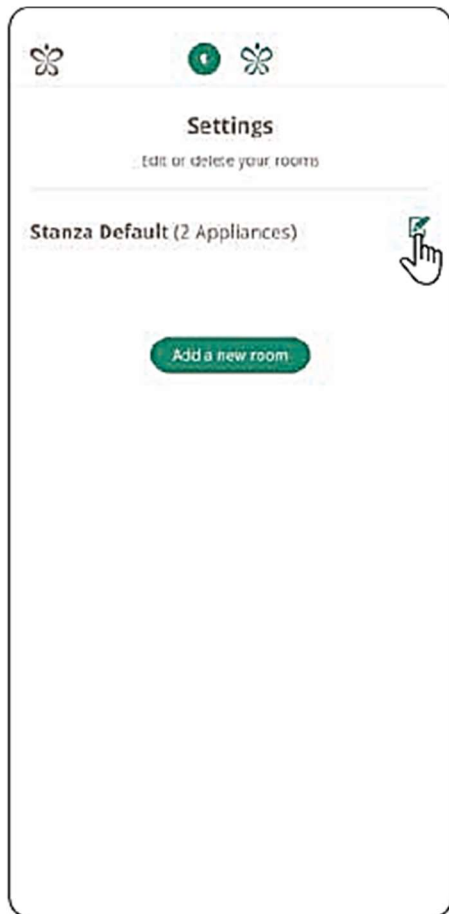 Settings
Edit or delete your rooms
Stanza Default (2 Appliances)
Add a new room